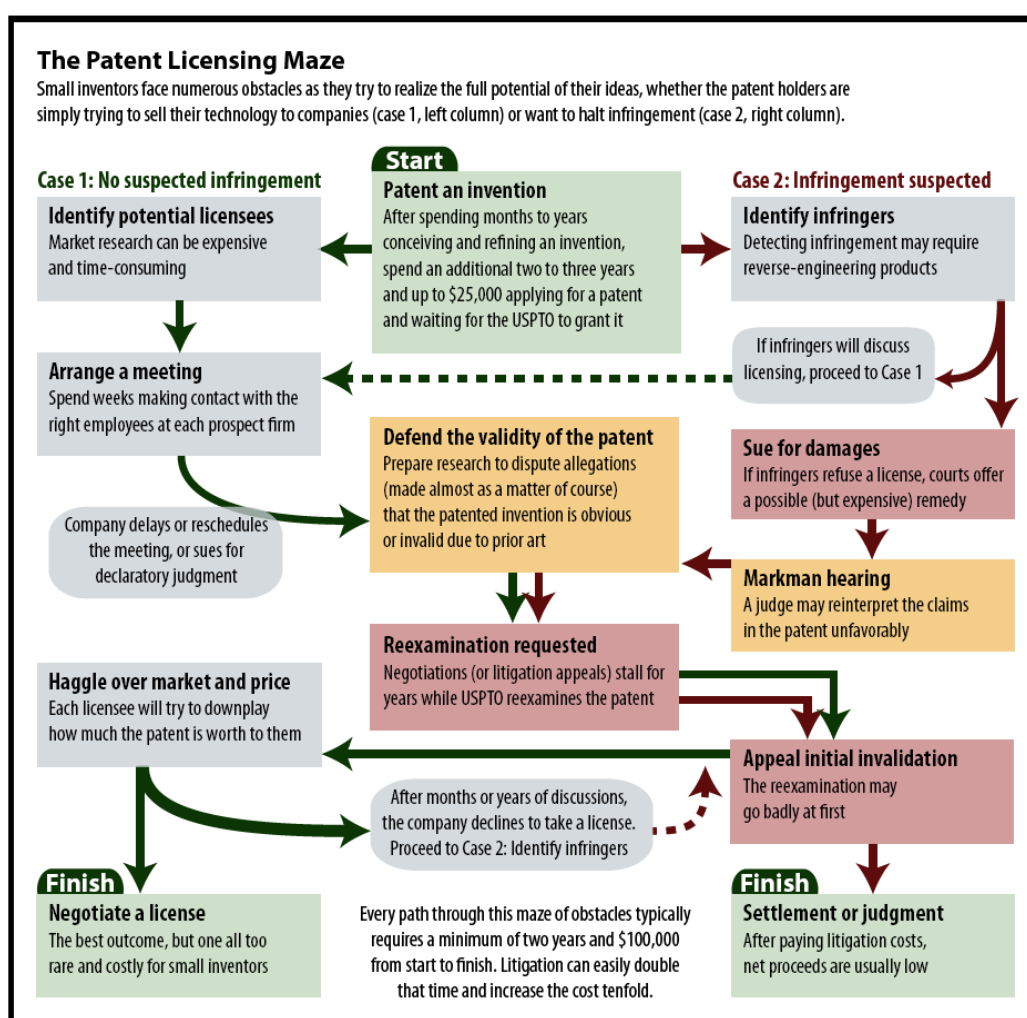 The Patent Licensing Maze
Small inventors face numerous obstacles as they try to realize the full potential of their ideas, whether the patent holders are
simply trying to sell their technology to companies (case 1, left column) or want to halt infringement (case 2, right column).
Start
Case 1: No suspected infringement
Identify potential licensees
Market research can be expensive
and time-consuming
Patent an invention
After spending months to years
conceiving and refining an invention,
spend an additional two to three years
and up to $25,000 applying for a patent
and waiting for the USPTO to grant it
Case 2: Infringement suspected
Identify infringers
Detecting infringement may require
reverse-engineering products
If infringers will discuss
licensing, proceed to Case 1
Arrange a meeting
Spend weeks making contact with the
right employees at each prospect firm
Company delays or reschedules
the meeting, or sues for
declaratory judgment
Defend the validity of the patent
Prepare research to dispute allegations
(made almost as a matter of course)
that the patented invention is obvious
or invalid due to prior art
Sue for damages
If infringers refuse a license, courts offer
a possible (but expensive) remedy
Markman hearing
A judge may reinterpret the claims
in the patent unfavorably
Reexamination requested
Negotiations (or litigation appeals) stall for
years while USPTO reexamines the patent
Haggle over market and price
Each licensee will try to downplay
how much the patent is worth to them
Appeal initial invalidation
The reexamination may
go badly at first
After months or years of discussions,
the company declines to take a license.
Proceed to Case 2: Identify infringers
Finish
Negotiate a license
The best outcome, but one all too
rare and costly for small inventors
Every path through this maze of obstacles typically
requires a minimum of two years and $100,000
from start to finish. Litigation can easily double
that time and increase the cost tenfold.
Finish
Settlement or judgment
After paying litigation costs,
net proceeds are usually low